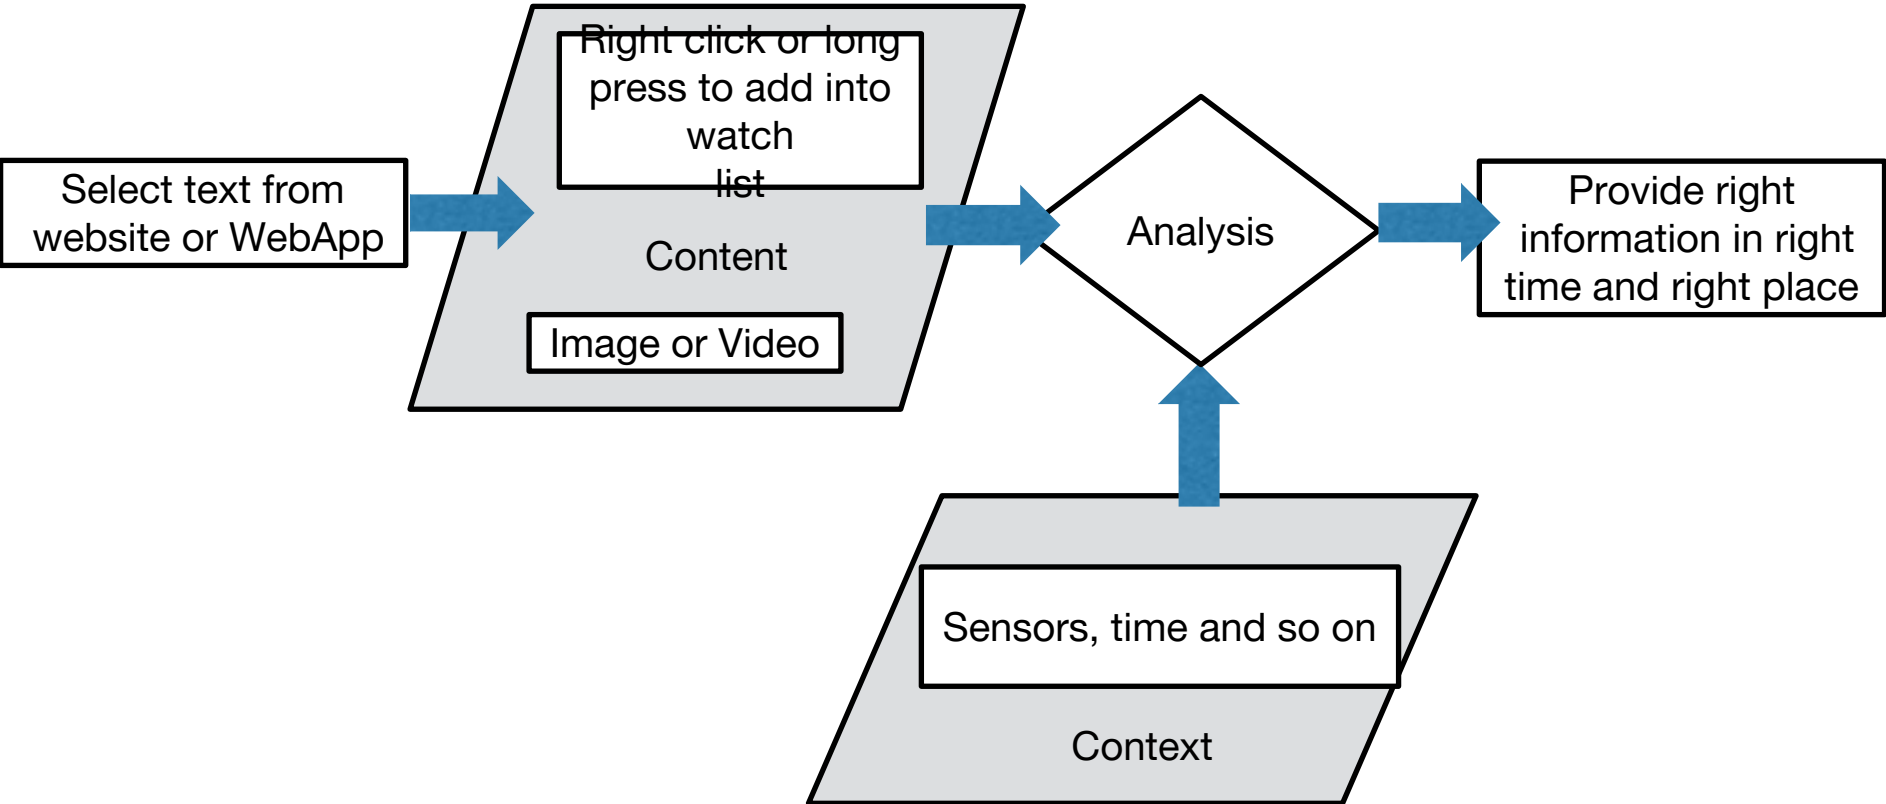 Select text from
website or WebApp
Right click or long
press to add into
watch
list
Content
Image or Video
Analysis
Provide right
information in right
time and right place
Sensors, time and so on
Context